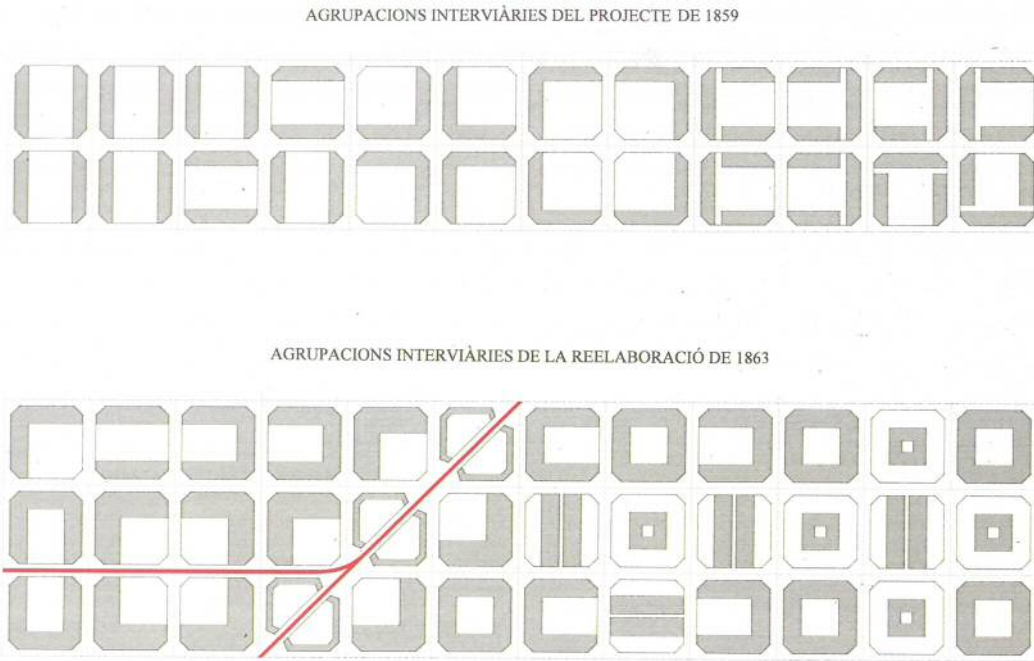 AGRUPACIONS INTERVIÀRIES DEL PROJECTE DE 1859
AGRUPACIONS INTERVIÀRIES DE LA REELABORACIÓ DE 1863